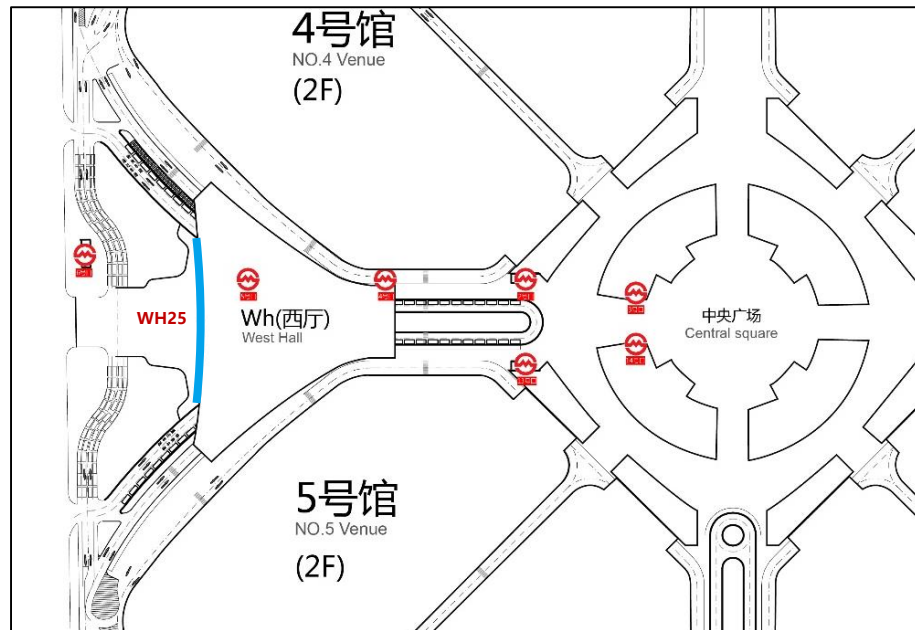 4号馆
NO.4 Venue
(2F)
WH25
Wh(西厅)
West Hall
中央广场
Central square
5号馆
NO.5 Venue
(2F)